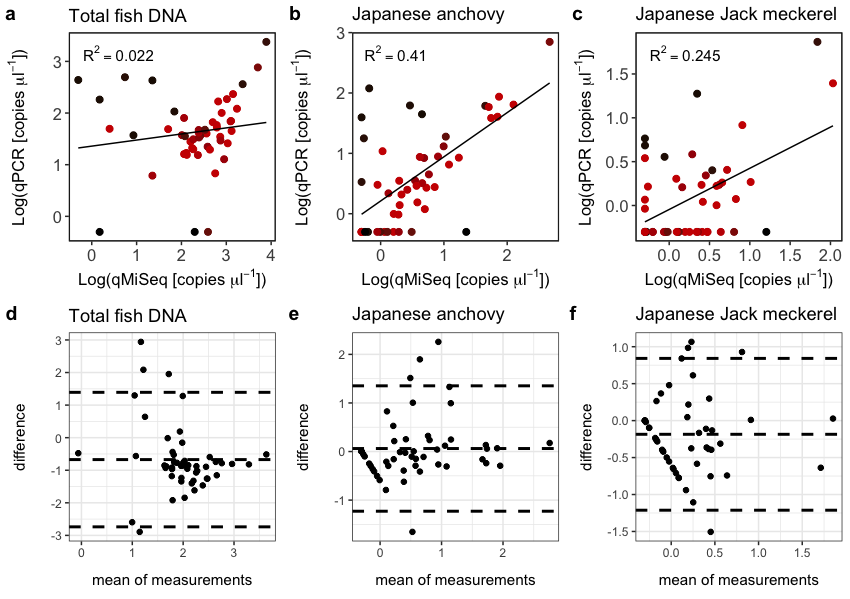 a Total fish DNA
R² = 0.022
Log(qPCR [copies μl⁻¹])
3
2
1
0
0 1 2 3 4
Log(qMiSeq [copies μl⁻¹])
b Japanese anchovy
R² = 0.41
Log(qPCR [copies μl⁻¹])
3
2
1
0
0 1 2
Log(qMiSeq [copies μl⁻¹])
c Japanese Jack meckerel
R² = 0.245
Log(qPCR [copies μl⁻¹])
1.5
1.0
0.5
0.0
0.0 0.5 1.0 1.5 2.0
Log(qMiSeq [copies μl⁻¹])
d Total fish DNA
difference
3
2
1
0
-1
-2
-3
0 1 2 3
mean of measurements
e Japanese anchovy
difference
2
1
0
-1
0 1 2
mean of measurements
f Japanese Jack meckerel
difference
1.0
0.5
0.0
-0.5
-1.0
-1.5
0.0 0.5 1.0 1.5
mean of measurements